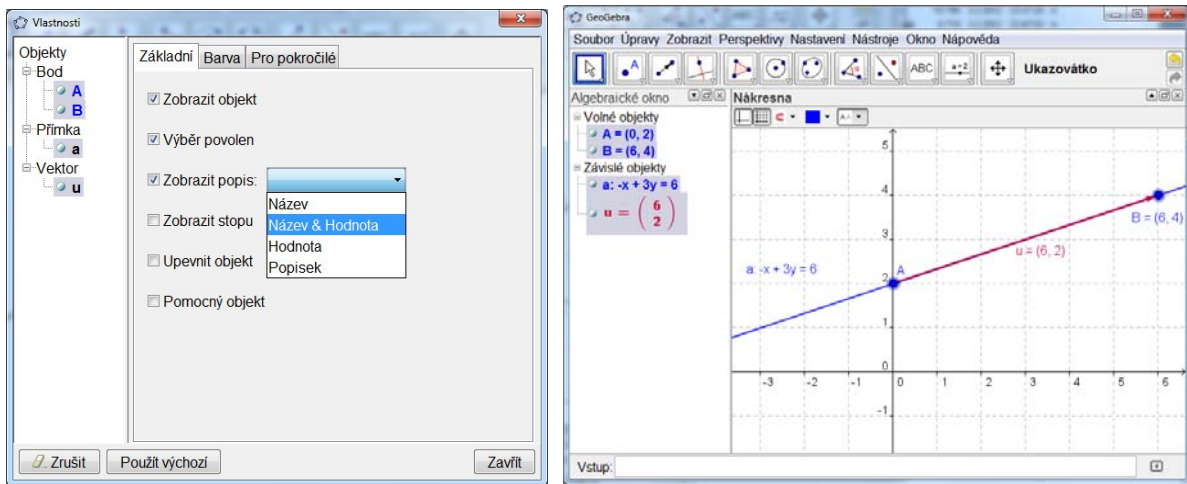 Vlastnosti
Objekty
Bod
A
B
Přímka
a
Vektor
u
Základní Barva Pro pokročilé
Zobrazit objekt
Výběr povolen
Zobrazit popis:
Název
Název & Hodnota
Hodnota
Popisek
Zobrazit stopu
Upevnit objekt
Pomocný objekt
Zrušit Použít výchozí Zavřít
GeoGebra
Soubor Úpravy Zobrazit Perspektivy Nastavení Nástroje Okno Nápověda
A ABC a=2 Ukazovátko
Algebraické okno
Volné objekty
A = (0, 2)
B = (6, 4)
Závislé objekty
a: -x + 3y = 6
u = ( 6
2 )
Nákresna
5
4
3
2
1
0
-1
-3 -2 -1 0 1 2 3 4 5 6
a: -x + 3y = 6
A
u = (6, 2)
B = (6, 4)
Vstup: